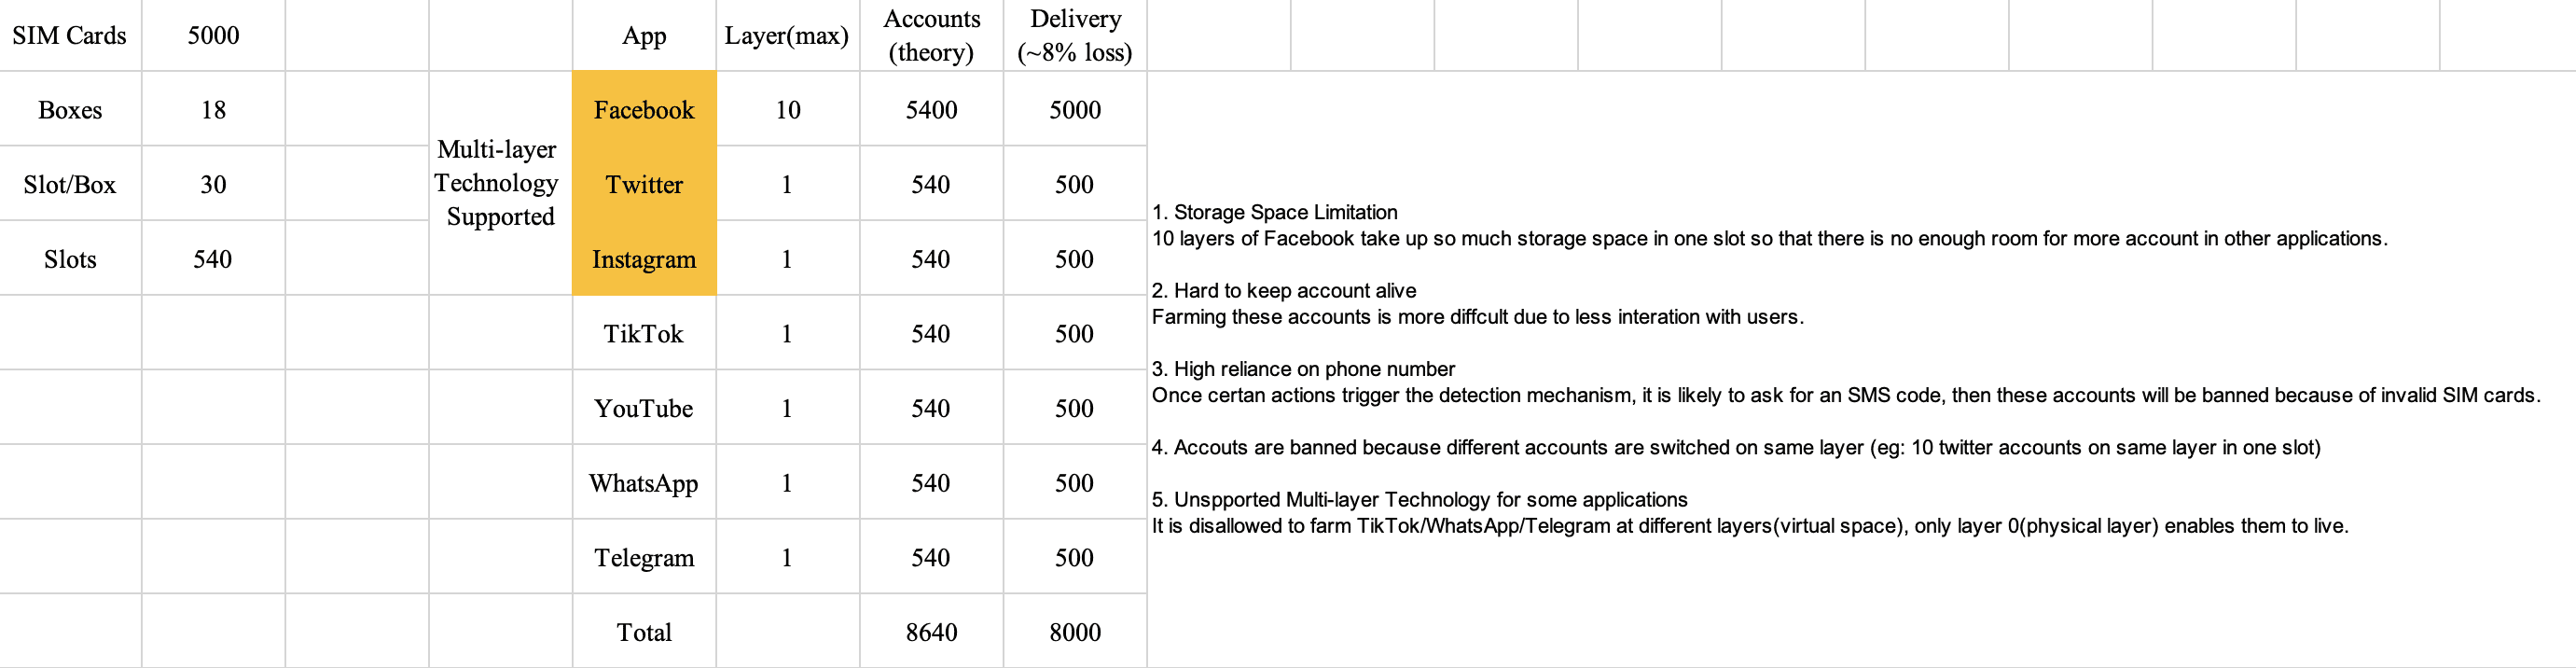 SIM Cards 5000 App Layer(max) Accounts (theory) Delivery (~8% loss)
Boxes 18 Facebook 10 5400 5000
Multi-layer Technology Supported
Slot/Box 30 Twitter 1 540 500
Slots 540 Instagram 1 540 500
TikTok 1 540 500
YouTube 1 540 500
WhatsApp 1 540 500
Telegram 1 540 500
Total 8640 8000
1. Storage Space Limitation
10 layers of Facebook take up so much storage space in one slot so that there is no enough room for more account in other applications.
2. Hard to keep account alive
Farming these accounts is more diffcult due to less interation with users.
3. High reliance on phone number
Once certan actions trigger the detection mechanism, it is likely to ask for an SMS code, then these accounts will be banned because of invalid SIM cards.
4. Accouts are banned because different accounts are switched on same layer (eg: 10 twitter accounts on same layer in one slot)
5. Unspported Multi-layer Technology for some applications
It is disallowed to farm TikTok/WhatsApp/Telegram at different layers(virtual space), only layer 0(physical layer) enables them to live.